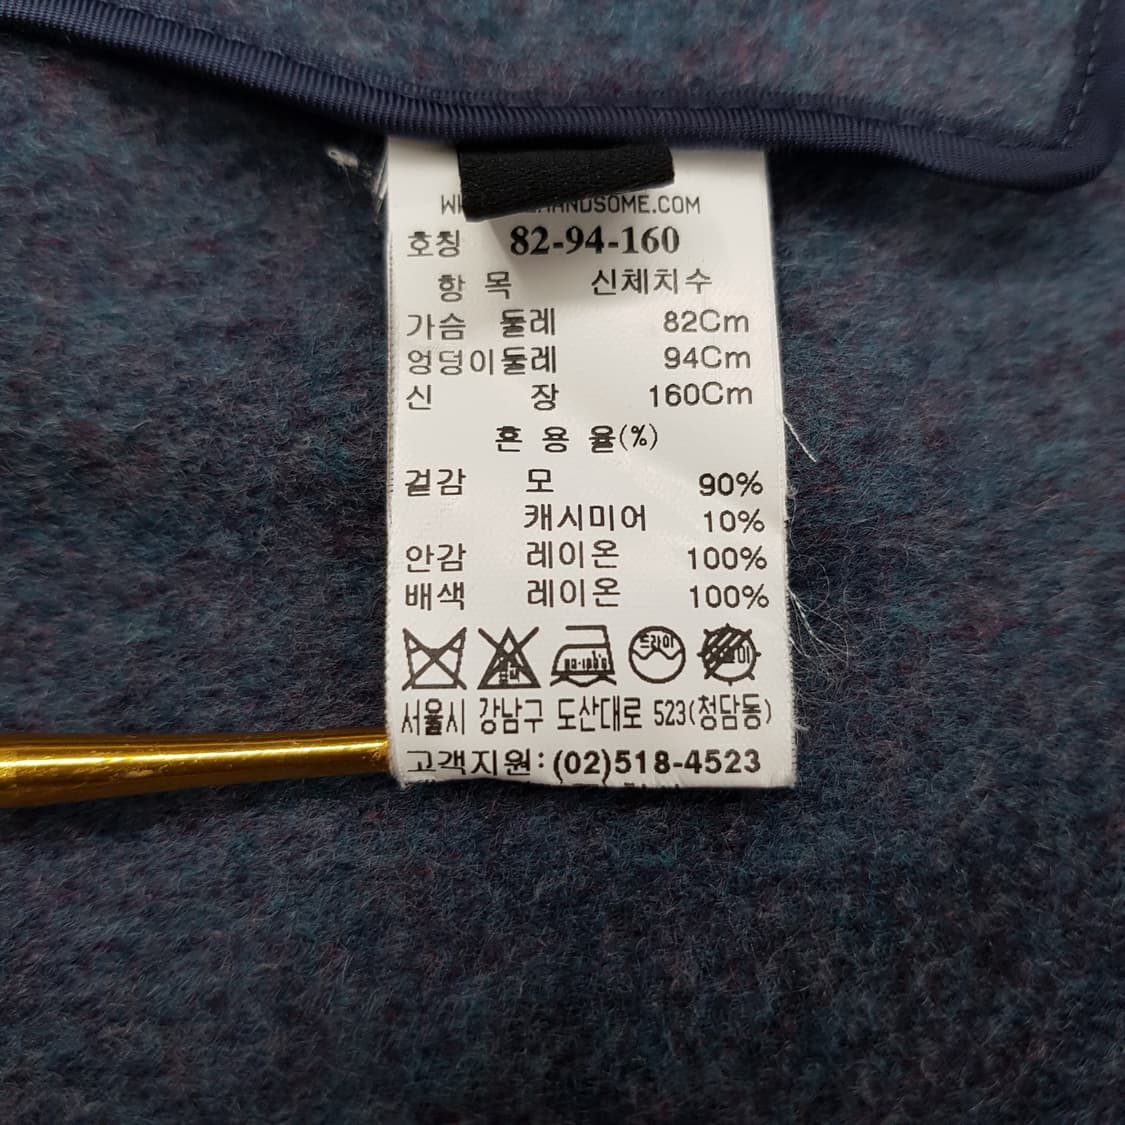 HANDSOME.COM
호칭 82-94-160
항 목 신체치수
가슴 둘레 82Cm
엉덩이둘레 94Cm
신 장 160Cm
혼 용 율(%)
겉감 모 90%
캐시미어 10%
안감 레이온 100%
배색 레이온 100%
드라이
서울시 강남구 도산대로 523(청담동)
고객지원:(02)518-4523